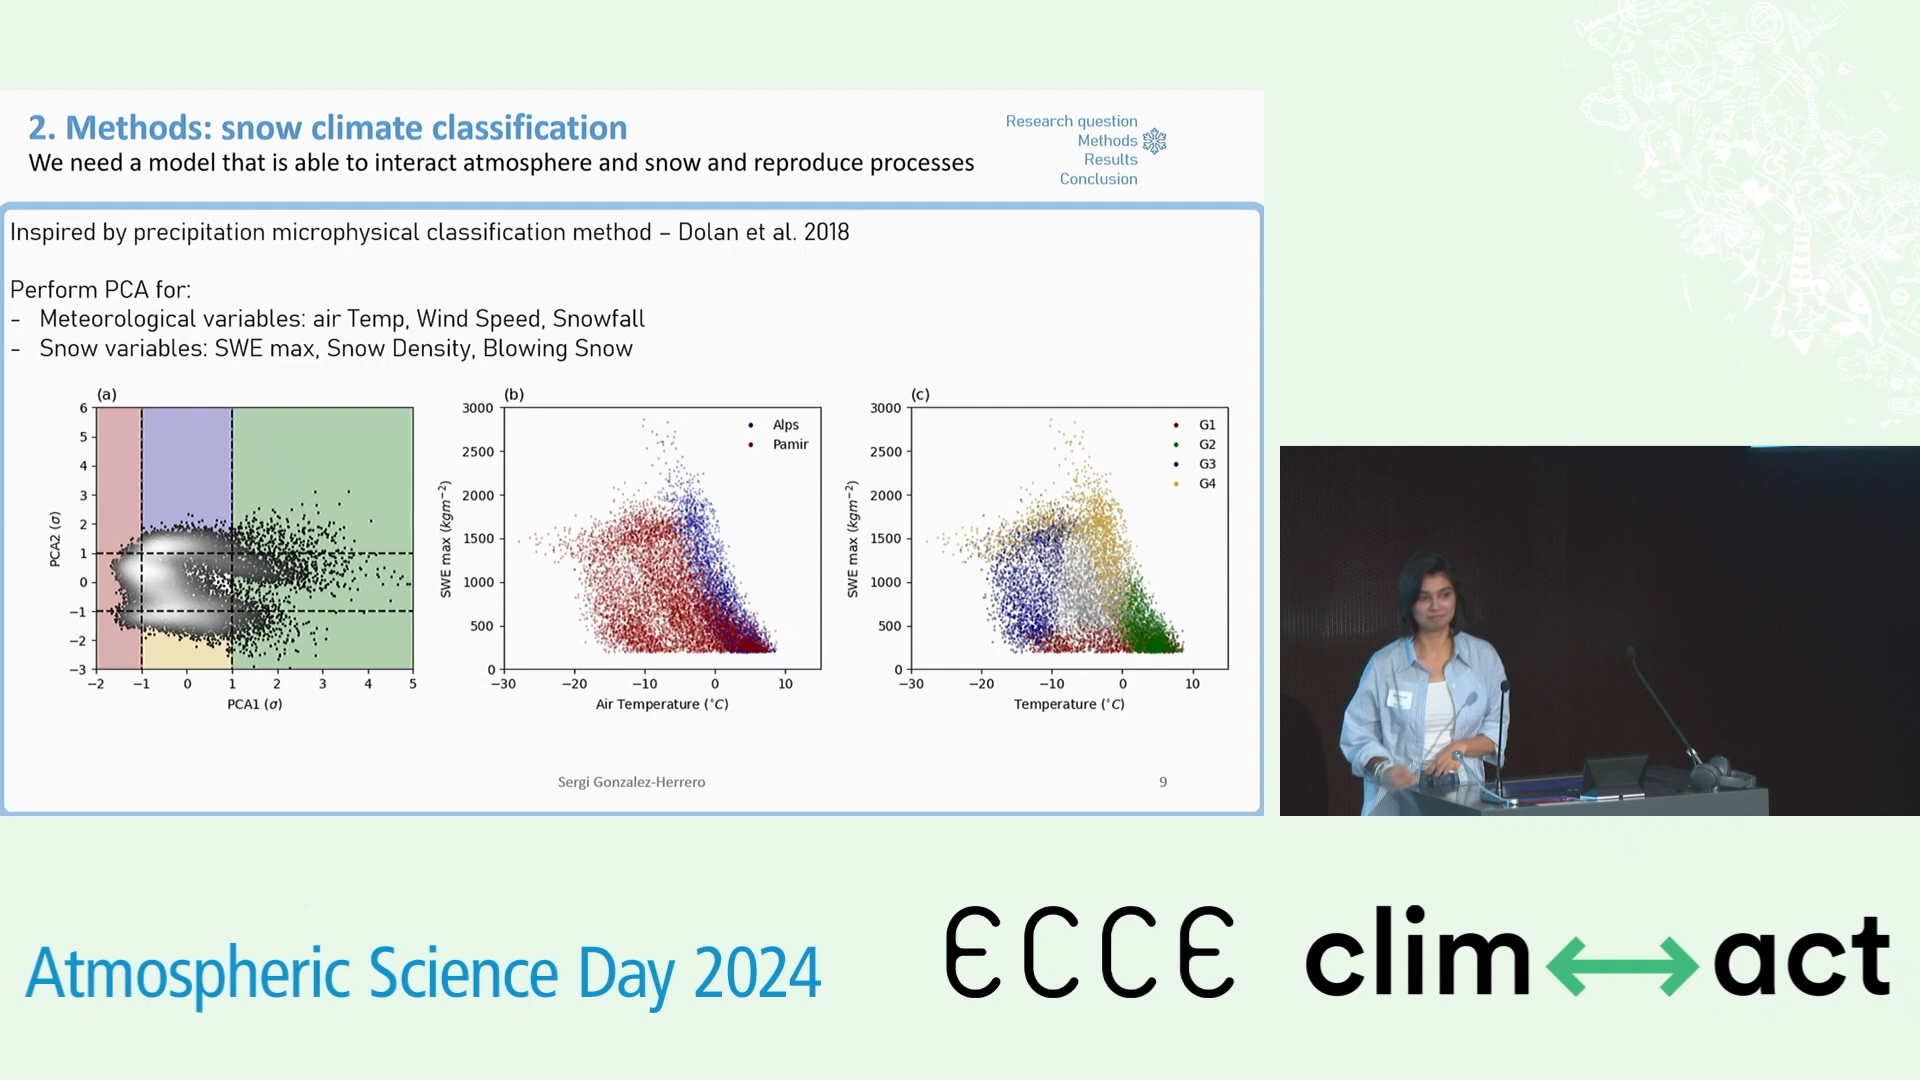 2. Methods: snow climate classification
We need a model that is able to interact atmosphere and snow and reproduce processes
Research question
Methods
Results
Conclusion
Inspired by precipitation microphysical classification method – Dolan et al. 2018
Perform PCA for:
- Meteorological variables: air Temp, Wind Speed, Snowfall
- Snow variables: SWE max, Snow Density, Blowing Snow
(a)
PCA2 (σ)
6
5
4
3
2
1
0
−1
−2
−3
−2 −1 0 1 2 3 4 5
PCA1 (σ)
(b)
SWE max (kgm⁻²)
3000
2500
2000
1500
1000
500
0
Alps
Pamir
−30 −20 −10 0 10
Air Temperature (°C)
(c)
SWE max (kgm⁻²)
3000
2500
2000
1500
1000
500
0
G1
G2
G3
G4
−30 −20 −10 0 10
Temperature (°C)
Sergi Gonzalez-Herrero
9
Atmospheric Science Day 2024
ECCE
clim act